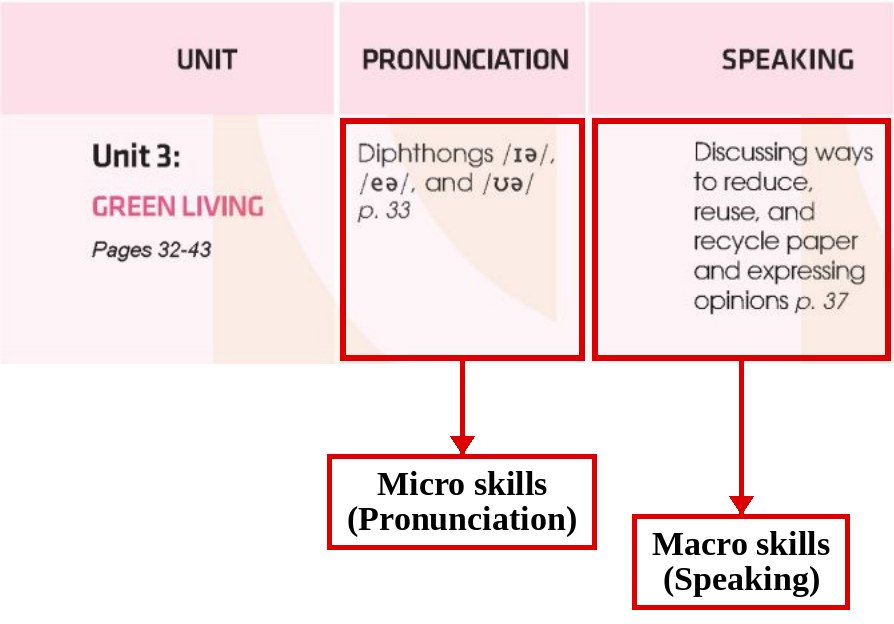 UNIT
PRONUNCIATION
SPEAKING
Unit 3:
GREEN LIVING
Pages 32-43
Diphthongs /ɪə/,
/eə/, and /ʊə/
p. 33
Discussing ways
to reduce,
reuse, and
recycle paper
and expressing
opinions p. 37
Micro skills
(Pronunciation)
Macro skills
(Speaking)